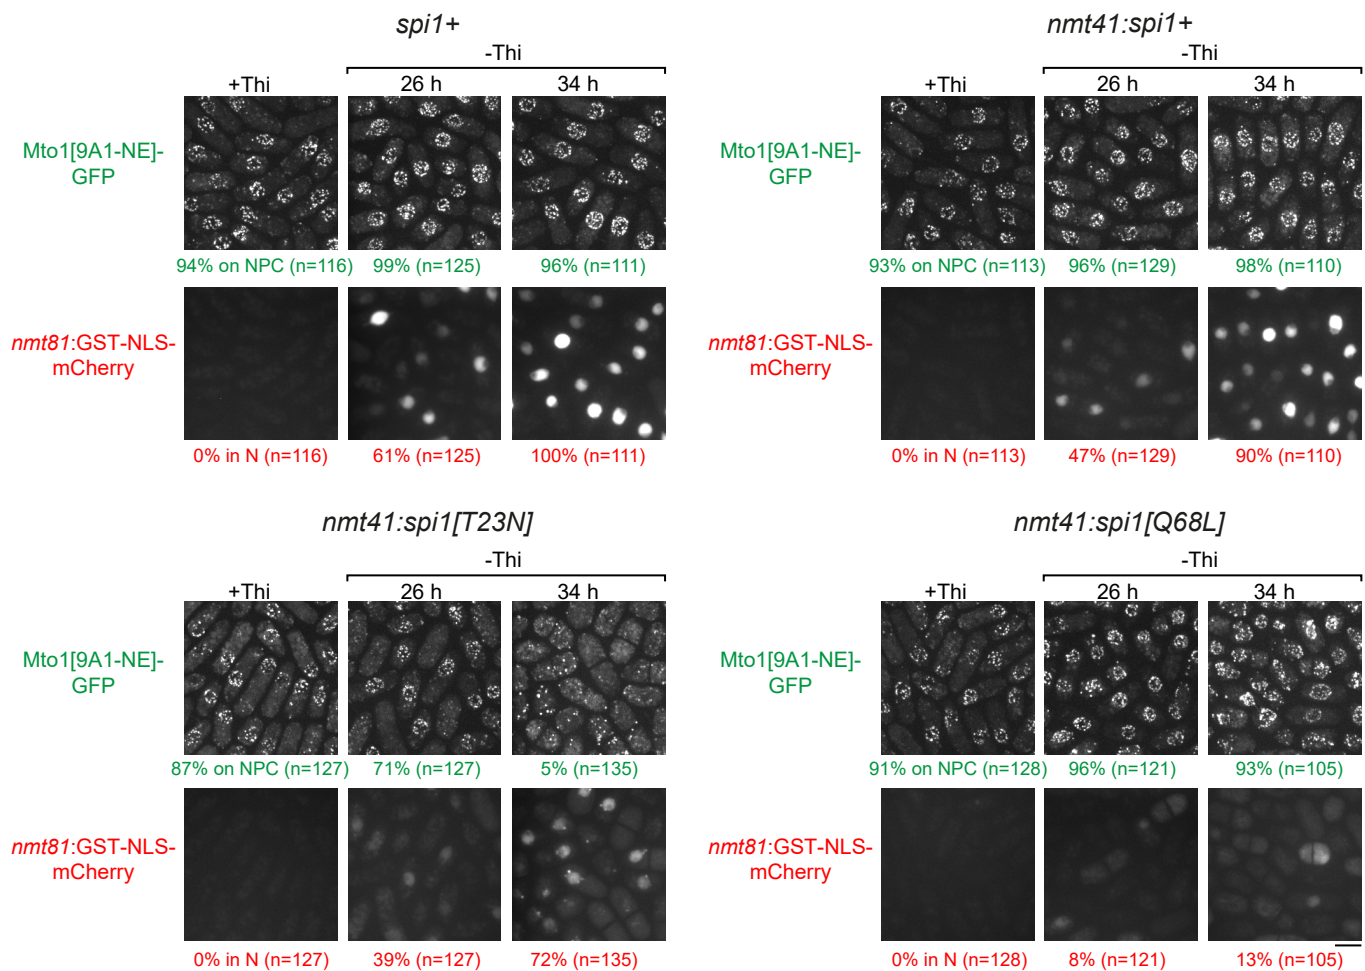 spi1+
-Thi
+Thi
26 h
34 h
Mto1[9A1-NE]-
GFP
94% on NPC (n=116)
99% (n=125)
96% (n=111)
nmt81:GST-NLS-
mCherry
0% in N (n=116)
61% (n=125)
100% (n=111)
nmt41:spi1+
-Thi
+Thi
26 h
34 h
Mto1[9A1-NE]-
GFP
93% on NPC (n=113)
96% (n=129)
98% (n=110)
nmt81:GST-NLS-
mCherry
0% in N (n=113)
47% (n=129)
90% (n=110)
nmt41:spi1[T23N]
-Thi
+Thi
26 h
34 h
Mto1[9A1-NE]-
GFP
87% on NPC (n=127)
71% (n=127)
5% (n=135)
nmt81:GST-NLS-
mCherry
0% in N (n=127)
39% (n=127)
72% (n=135)
nmt41:spi1[Q68L]
-Thi
+Thi
26 h
34 h
Mto1[9A1-NE]-
GFP
91% on NPC (n=128)
96% (n=121)
93% (n=105)
nmt81:GST-NLS-
mCherry
0% in N (n=128)
8% (n=121)
13% (n=105)